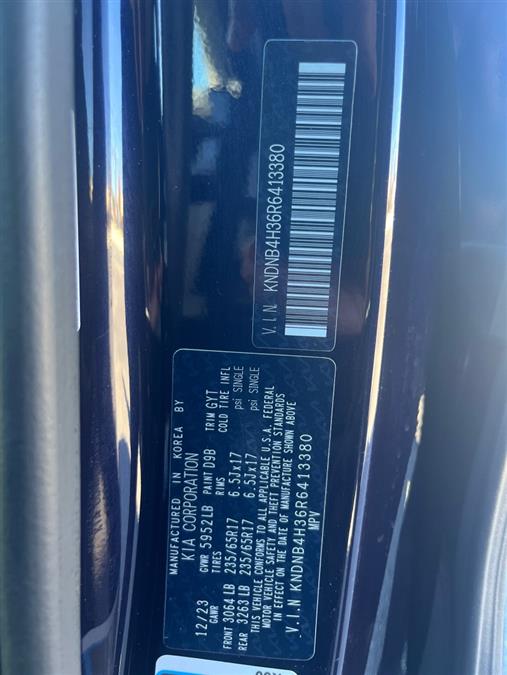 MANUFACTURED IN KOREA BY
KIA CORPORATION
12/23 GVWR 5952LB PAINT D9B TRIM GYT
GAWR TIRES RIMS COLD TIRE INFL
FRONT 3064 LB 235/65R17 6.5Jx17 psi SINGLE
REAR 3263 LB 235/65R17 6.5Jx17 psi SINGLE
THIS VEHICLE CONFORMS TO ALL APPLICABLE U.S.A. FEDERAL
MOTOR VEHICLE SAFETY AND THEFT PREVENTION STANDARDS
IN EFFECT ON THE DATE OF MANUFACTURE SHOWN ABOVE
V.I.N KNDNB4H36R6413380
MPV
V.I.N KNDNB4H36R6413380